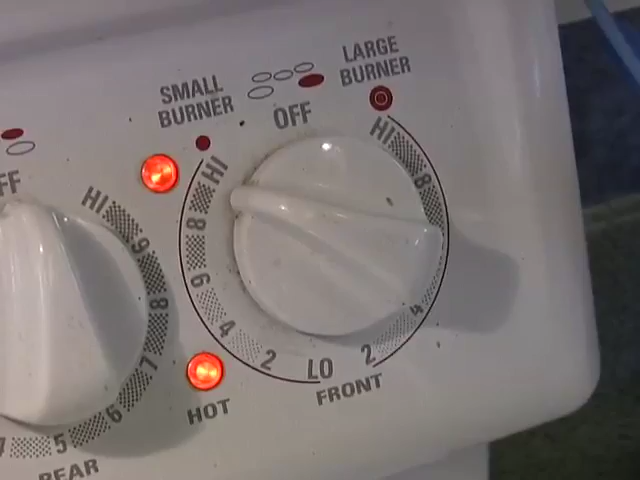 SMALL
BURNER
LARGE
BURNER
OFF
HI
HI
8
8
6
4
4
2
LO
2
FRONT
HOT
FF
HI
9
8
7
6
5
REAR